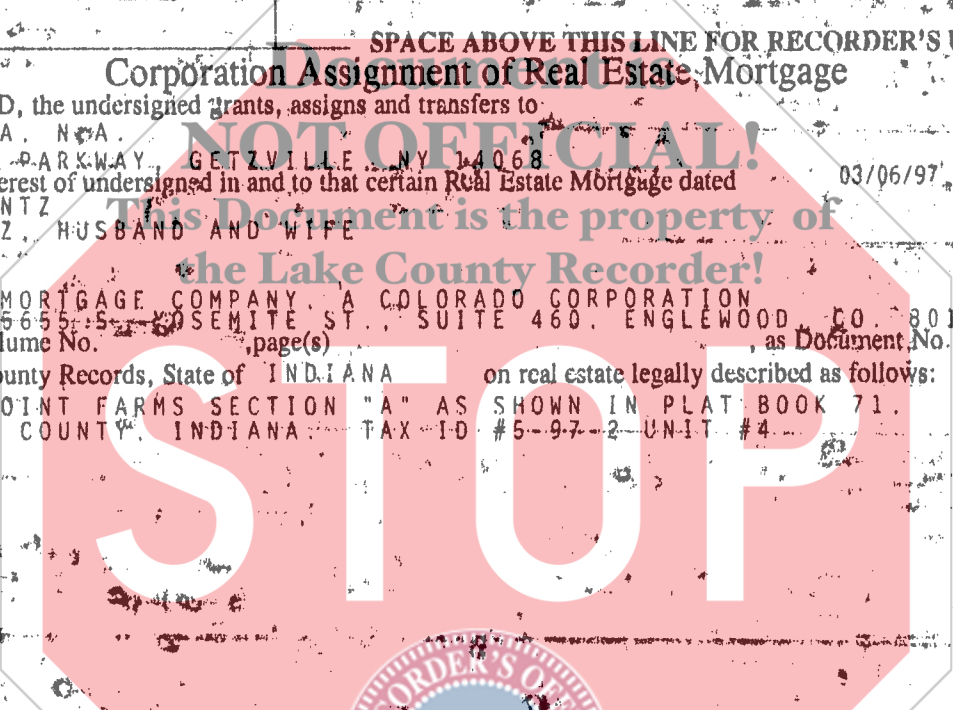 SPACE ABOVE THIS LINE FOR RECORDER'S U
Corporation Assignment of Real Estate Mortgage
D, the undersigned grants, assigns and transfers to
A. N.A.
PARKWAY, GETZVILLE NY 14068
erest of undersigned in and to that certain Real Estate Mortgage dated 03/06/97
NTZ
Z, HUSBAND AND WIFE
MORTGAGE COMPANY, A COLORADO CORPORATION
5655 S. YOSEMITE ST., SUITE 460, ENGLEWOOD, CO. 801
lume No. ,page(s) , as Document No.
ounty Records, State of INDIANA on real estate legally described as follows:
OINT FARMS SECTION "A" AS SHOWN IN PLAT BOOK 71,
COUNTY, INDIANA. TAX ID #5-97-2 UNIT #4
Document is
NOT OFFICIAL!
This Document is the property of
the Lake County Recorder!
STOP
ORDER'S OF